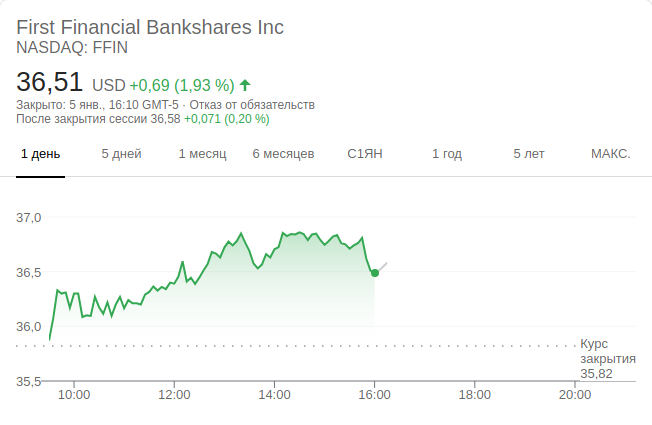 First Financial Bankshares Inc
NASDAQ: FFIN
36,51 USD +0,69 (1,93 %)
Закрыто: 5 янв., 16:10 GMT-5 · Отказ от обязательств
После закрытия сессии 36,58 +0,071 (0,20 %)
1 день 5 дней 1 месяц 6 месяцев С1ЯН 1 год 5 лет МАКС.
37,0
36,5
36,0
Курс
закрытия
35,82
35,5
10:00 12:00 14:00 16:00 18:00 20:00